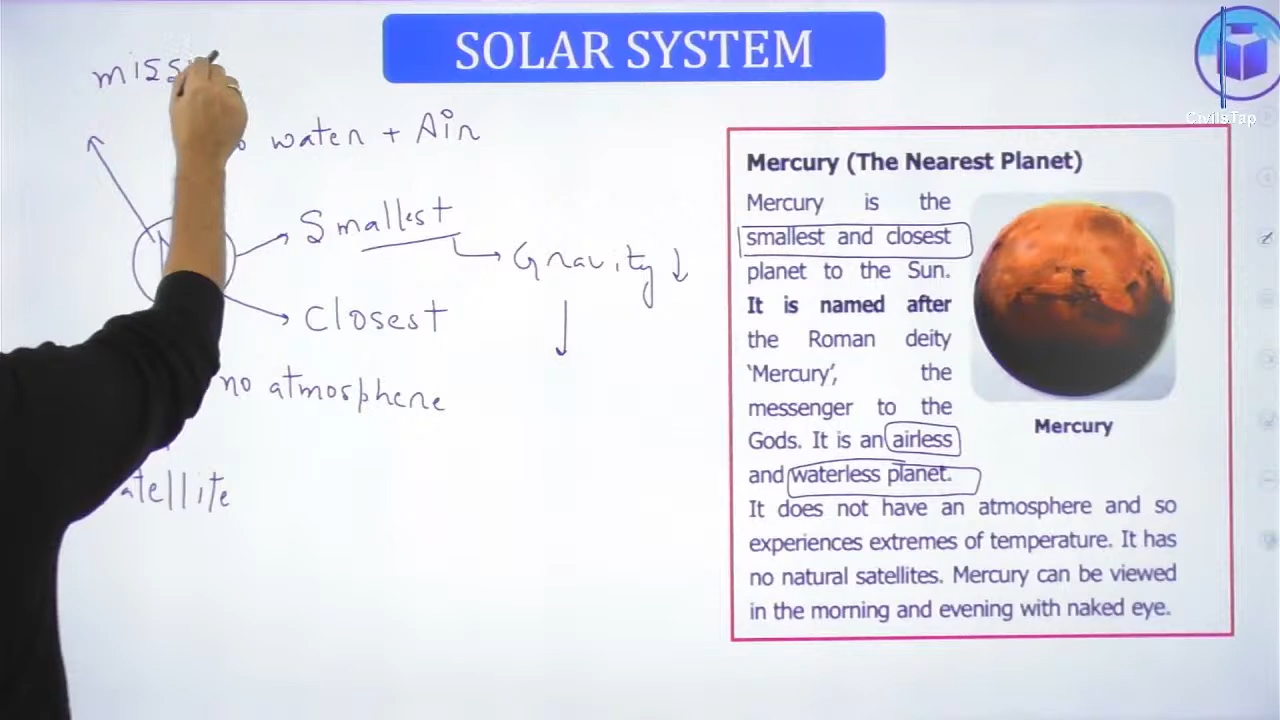 SOLAR SYSTEM
CivilsTap
miss
water + Air
Smallest
Gravity ↓
closest
no atmosphere
atellite
Mercury (The Nearest Planet)
Mercury is the
smallest and closest
planet to the Sun.
It is named after
the Roman deity
‘Mercury’, the
messenger to the
Gods. It is an airless
and waterless planet.
It does not have an atmosphere and so
experiences extremes of temperature. It has
no natural satellites. Mercury can be viewed
in the morning and evening with naked eye.
Mercury